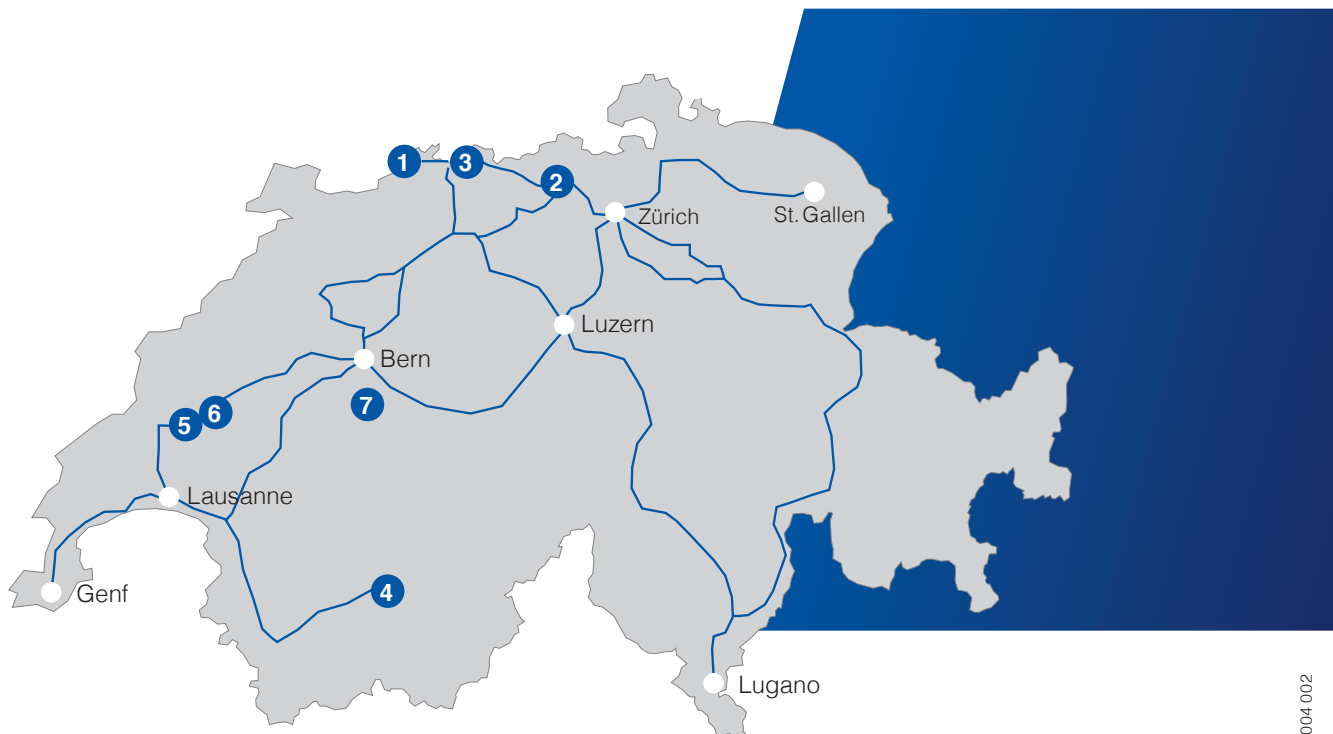 1
3
2
Zürich
St. Gallen
Luzern
Bern
7
6
5
Lausanne
4
Genf
Lugano
004 002